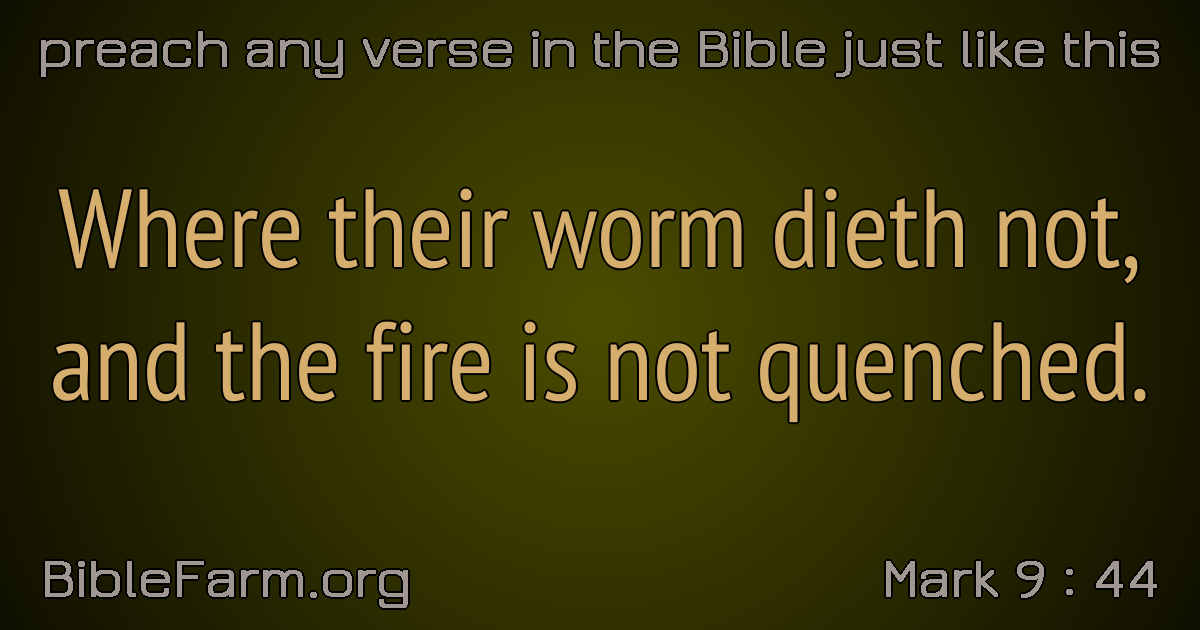 preach any verse in the Bible just like this
Where their worm dieth not,
and the fire is not quenched.
BibleFarm.org
Mark 9 : 44